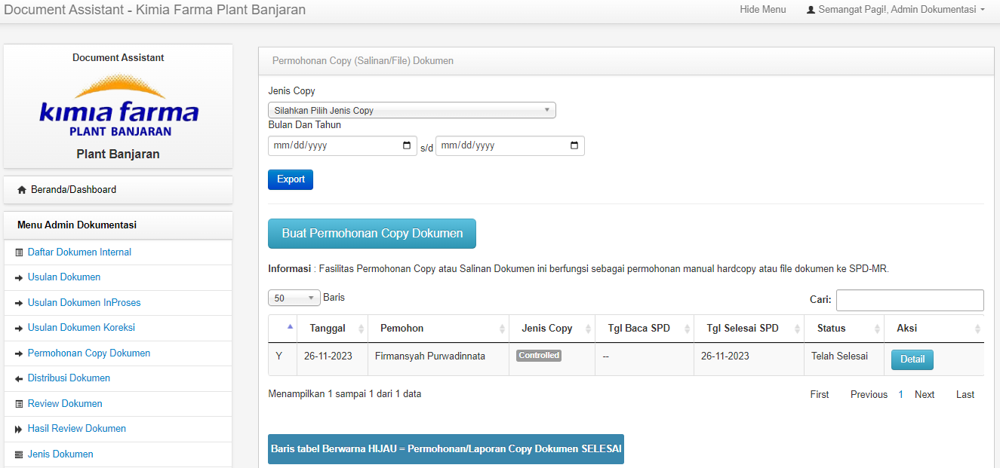 Document Assistant - Kimia Farma Plant Banjaran
Hide Menu
Semangat Pagi!, Admin Dokumentasi
Document Assistant
kimia farma
PLANT BANJARAN
Plant Banjaran
Beranda/Dashboard
Menu Admin Dokumentasi
Daftar Dokumen Internal
Usulan Dokumen
Usulan Dokumen InProses
Usulan Dokumen Koreksi
Permohonan Copy Dokumen
Distribusi Dokumen
Review Dokumen
Hasil Review Dokumen
Jenis Dokumen
Permohonan Copy (Salinan/File) Dokumen
Jenis Copy
Silahkan Pilih Jenis Copy
Bulan Dan Tahun
mm/dd/yyyy s/d mm/dd/yyyy
Export
Buat Permohonan Copy Dokumen
Informasi : Fasilitas Permohonan Copy atau Salinan Dokumen ini berfungsi sebagai permohonan manual hardcopy atau file dokumen ke SPD-MR.
50 Baris
Cari:
Tanggal Pemohon Jenis Copy Tgl Baca SPD Tgl Selesai SPD Status Aksi
Y 26-11-2023 Firmansyah Purwadinnata Controlled -- 26-11-2023 Telah Selesai Detail
Menampilkan 1 sampai 1 dari 1 data
First Previous 1 Next Last
Baris tabel Berwarna HIJAU = Permohonan/Laporan Copy Dokumen SELESAI